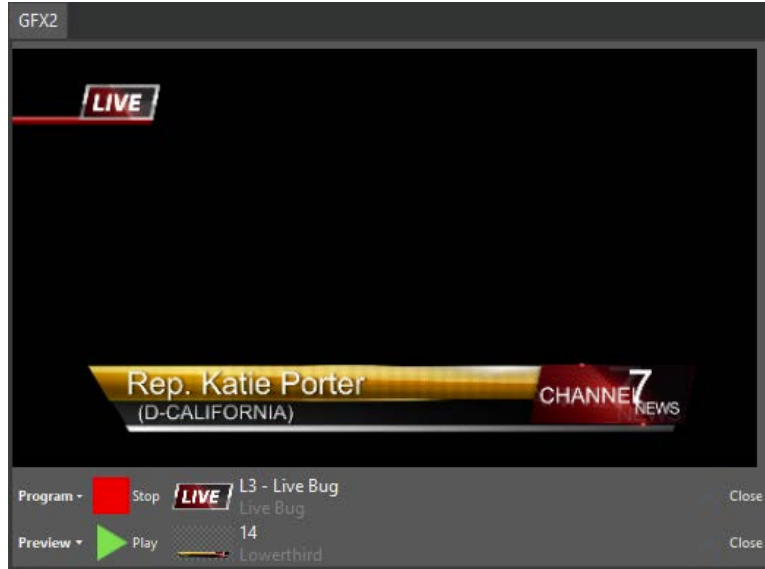 GFX2
LIVE
Rep. Katie Porter
(D-CALIFORNIA)
CHANNEL 7
NEWS
NEWS
Program
Stop
LIVE
L3 - Live Bug
Live Bug
Close
Preview
Play
14
Lowerthird
Close